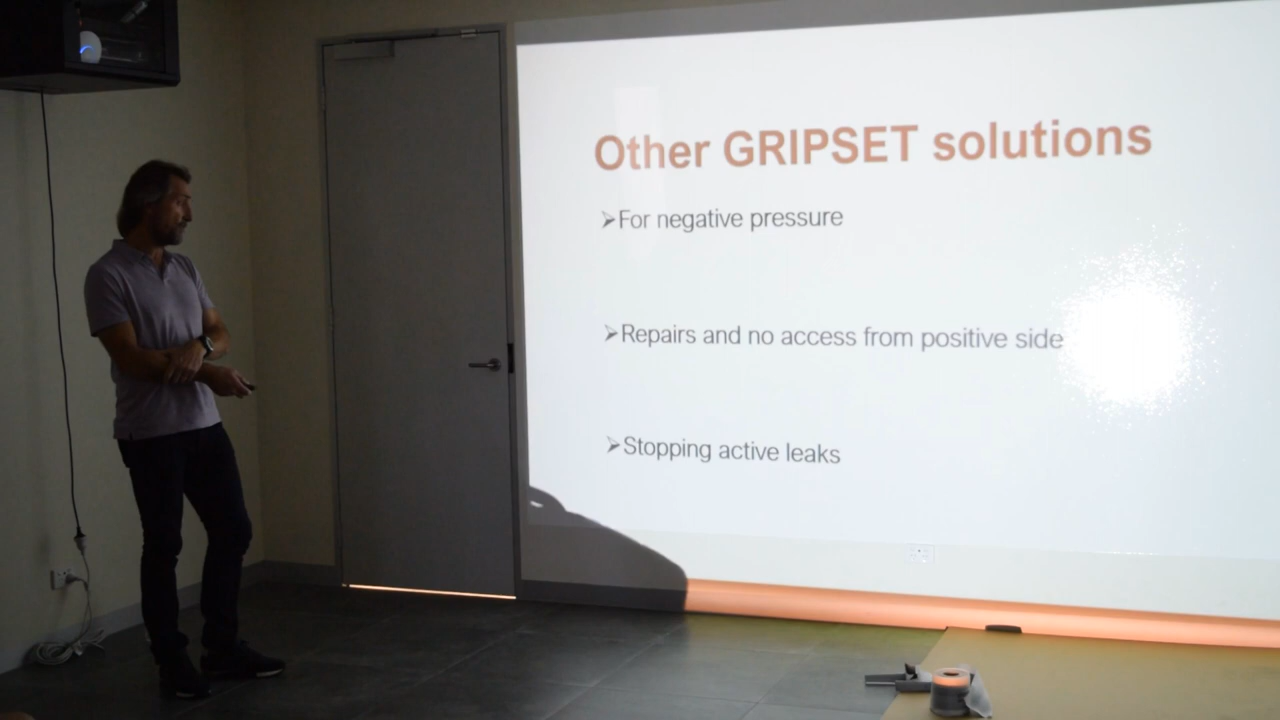 Other GRIPSET solutions
➢For negative pressure
➢Repairs and no access from positive side
➢Stopping active leaks